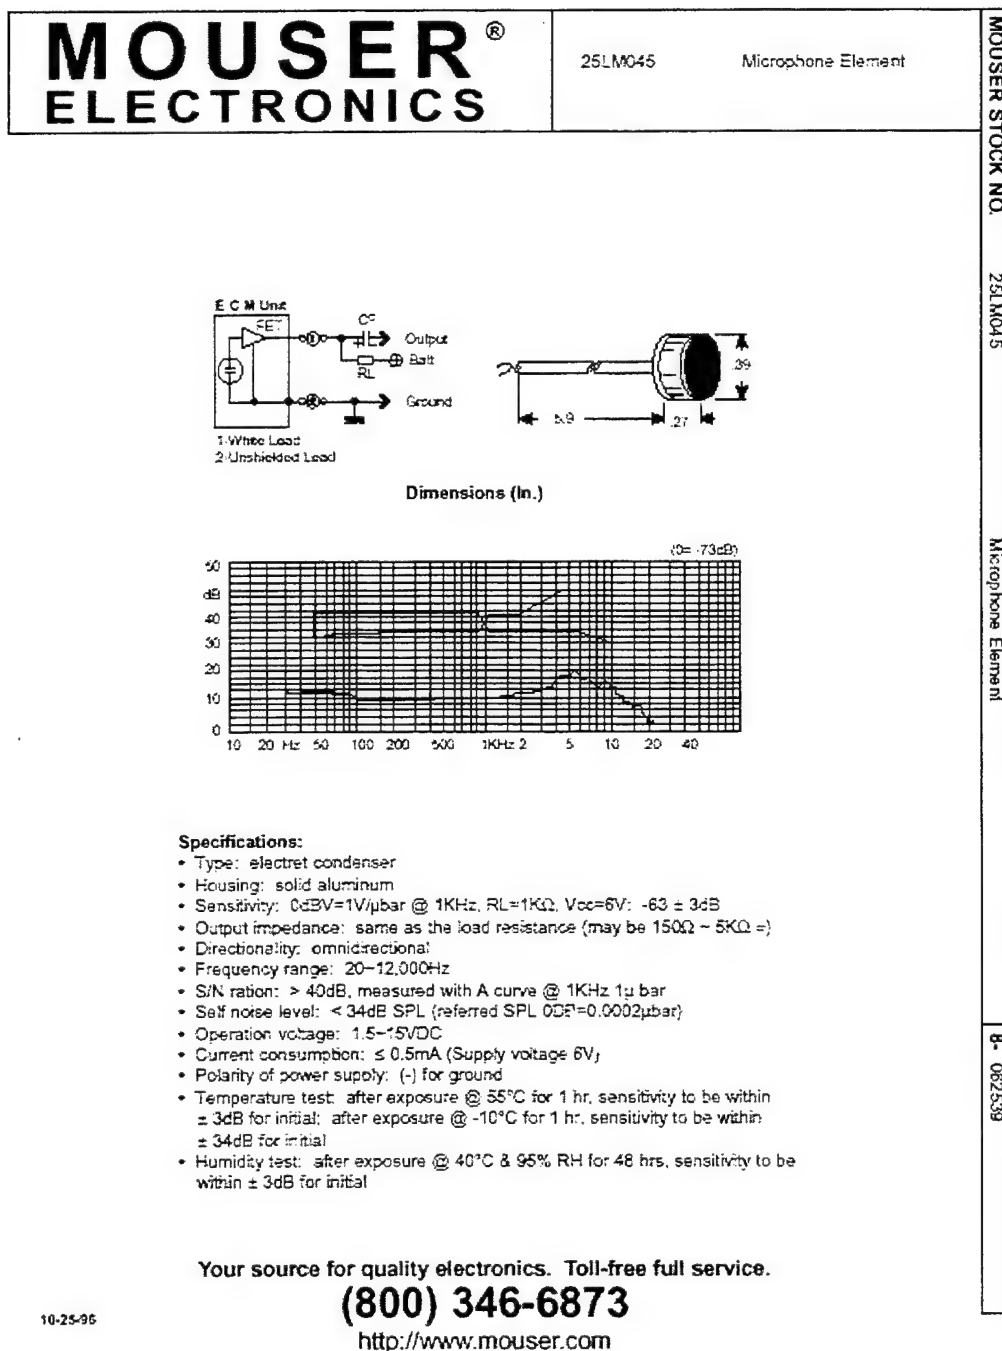 MOUSER®
ELECTRONICS
25LM045 Microphone Element
MOUSER STOCK NO. 25LM045 Microphone Element 8- 062539
E C M Unit
FET
CF
Output
Batt
RL
Ground
1-White Lead
2-Unshielded Lead
.39
5.9
.27
Dimensions (In.)
(0= -73dB)
50
dB
40
30
20
10
0
10 20 Hz 50 100 200 500 1KHz 2 5 10 20 40
Specifications:
• Type: electret condenser
• Housing: solid aluminum
• Sensitivity: 0dBV=1V/µbar @ 1KHz, RL=1KΩ, Vcc=6V: -63 ± 3dB
• Output impedance: same as the load resistance (may be 150Ω ~ 5KΩ =)
• Directionality: omnidirectional
• Frequency range: 20~12,000Hz
• S/N ration: > 40dB, measured with A curve @ 1KHz 1µ bar
• Self noise level: < 34dB SPL (referred SPL 0DP=0.0002µbar)
• Operation voltage: 1.5~15VDC
• Current consumption: ≤ 0.5mA (Supply voltage 6V)
• Polarity of power supply: (-) for ground
• Temperature test: after exposure @ 55°C for 1 hr, sensitivity to be within
± 3dB for initial; after exposure @ -10°C for 1 hr, sensitivity to be within
± 34dB for initial
• Humidity test: after exposure @ 40°C & 95% RH for 48 hrs, sensitivity to be
within ± 3dB for initial
Your source for quality electronics. Toll-free full service.
(800) 346-6873
10-25-96
http://www.mouser.com